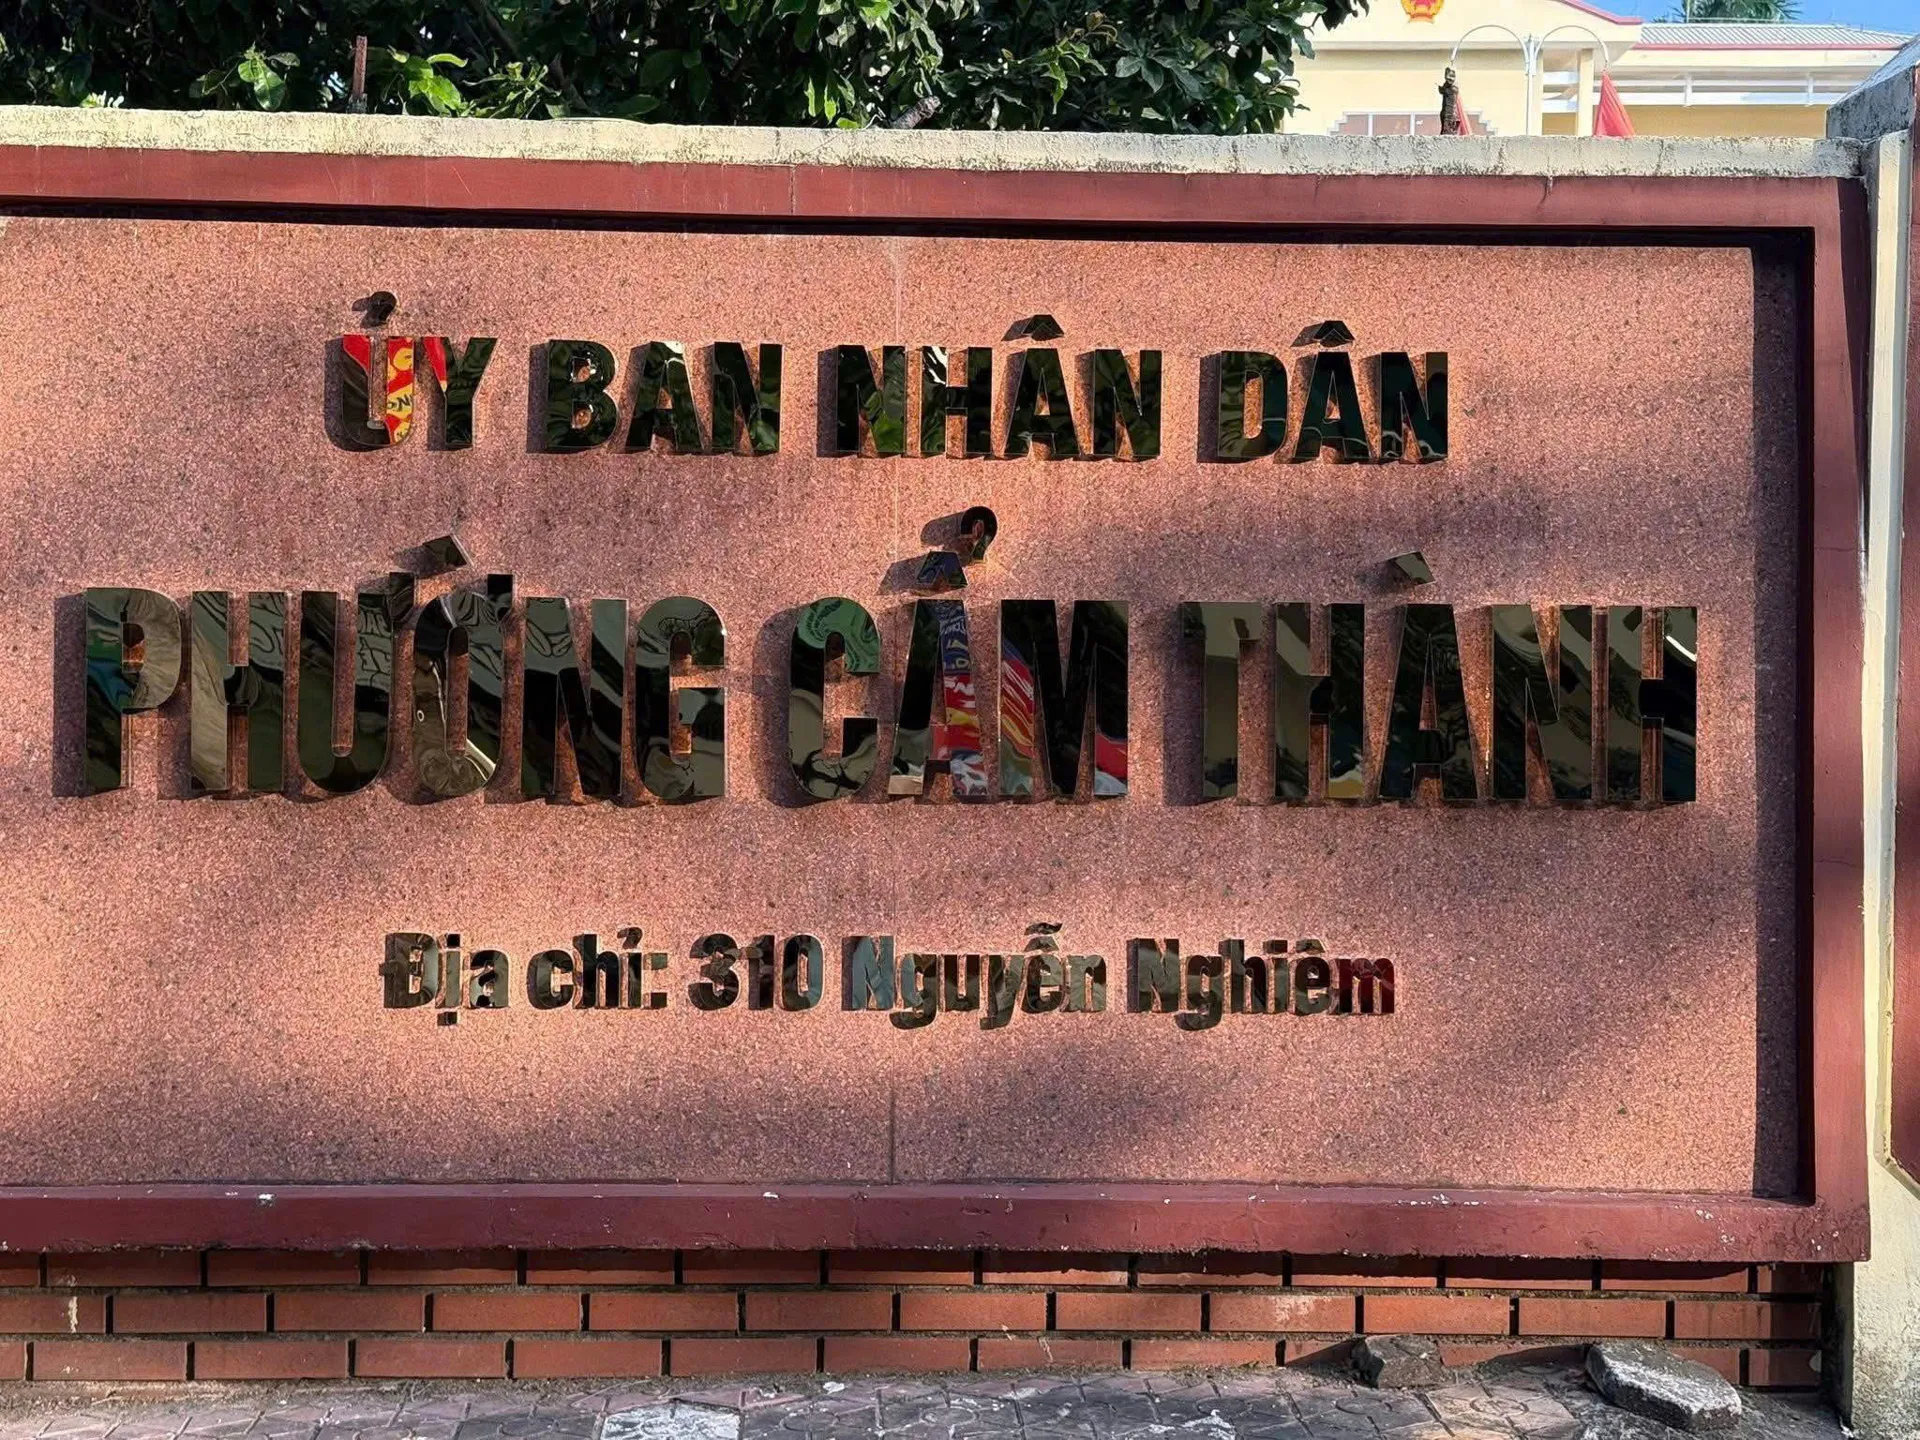 ỦY BAN NHÂN DÂN
PHƯỜNG CẨM THÀNH
Địa chỉ: 310 Nguyễn Nghiêm